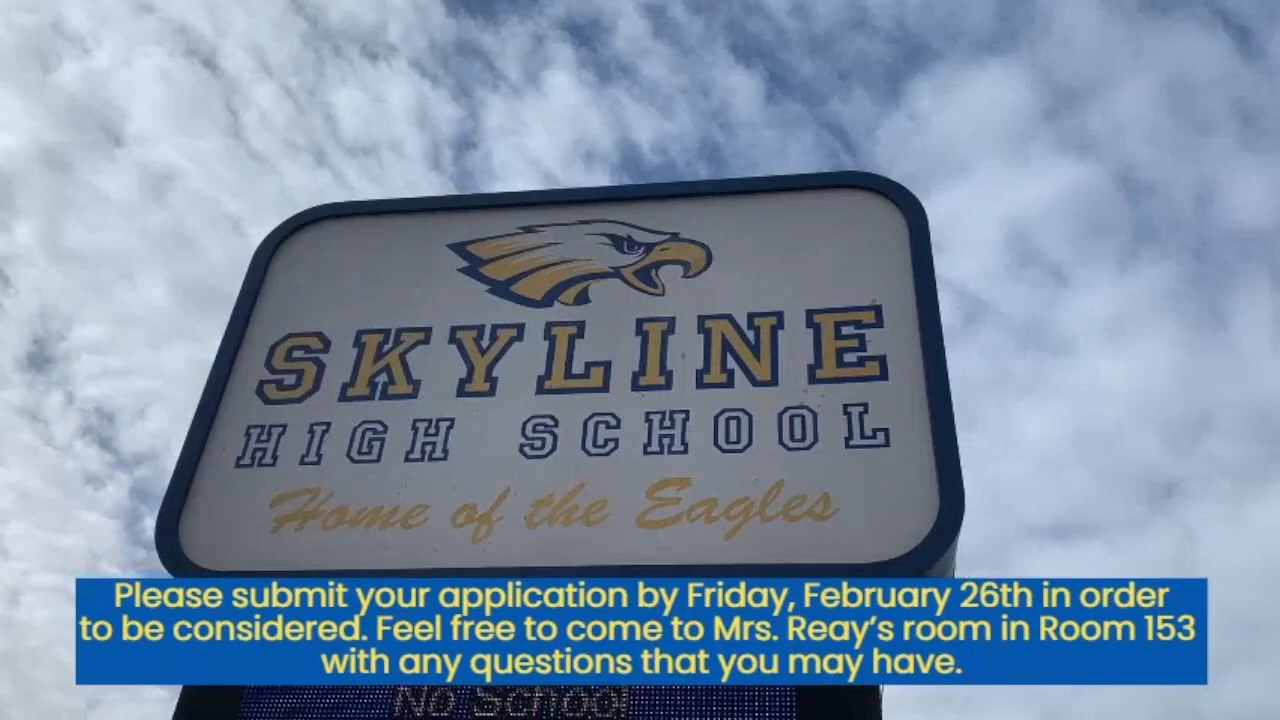 SKYLINE
HIGH SCHOOL
Home of the Eagles
Please submit your application by Friday, February 26th in order
to be considered. Feel free to come to Mrs. Reay's room in Room 153
with any questions that you may have.
No School